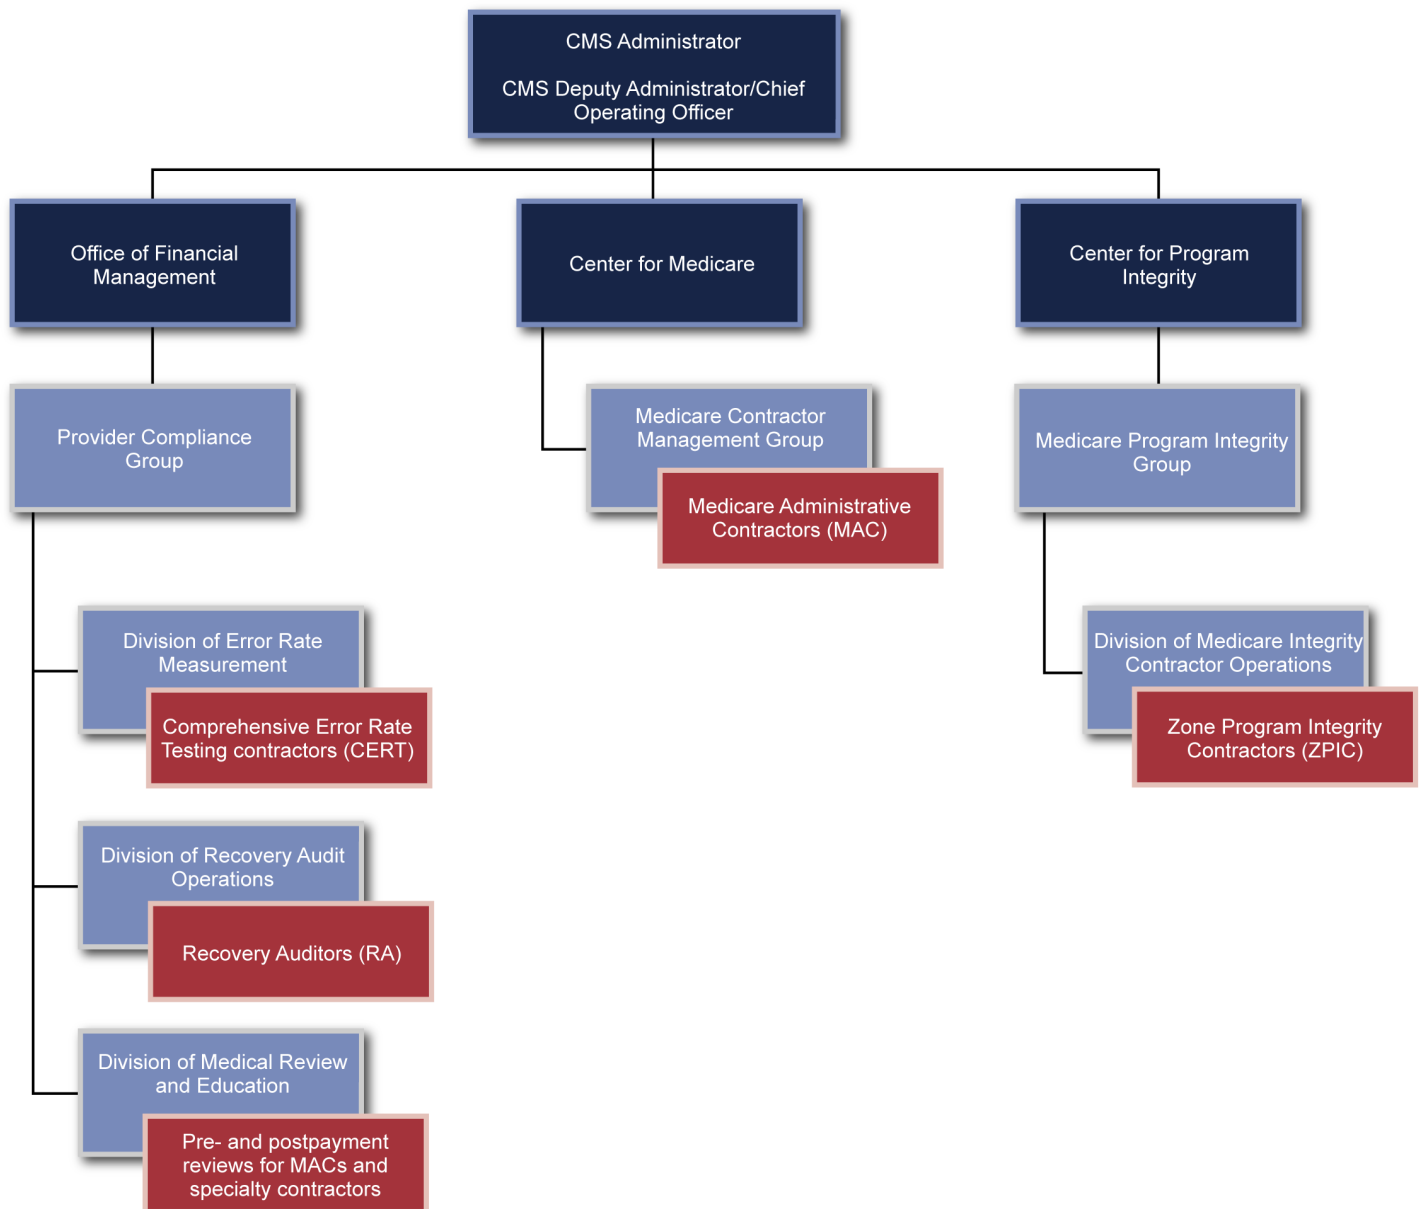 CMS Administrator
CMS Deputy Administrator/Chief
Operating Officer
Office of Financial
Management
Center for Medicare
Center for Program
Integrity
Provider Compliance
Group
Medicare Contractor
Management Group
Medicare Administrative
Contractors (MAC)
Medicare Program Integrity
Group
Division of Error Rate
Measurement
Comprehensive Error Rate
Testing contractors (CERT)
Division of Medicare Integrity
Contractor Operations
Zone Program Integrity
Contractors (ZPIC)
Division of Recovery Audit
Operations
Recovery Auditors (RA)
Division of Medical Review
and Education
Pre- and postpayment
reviews for MACs and
specialty contractors